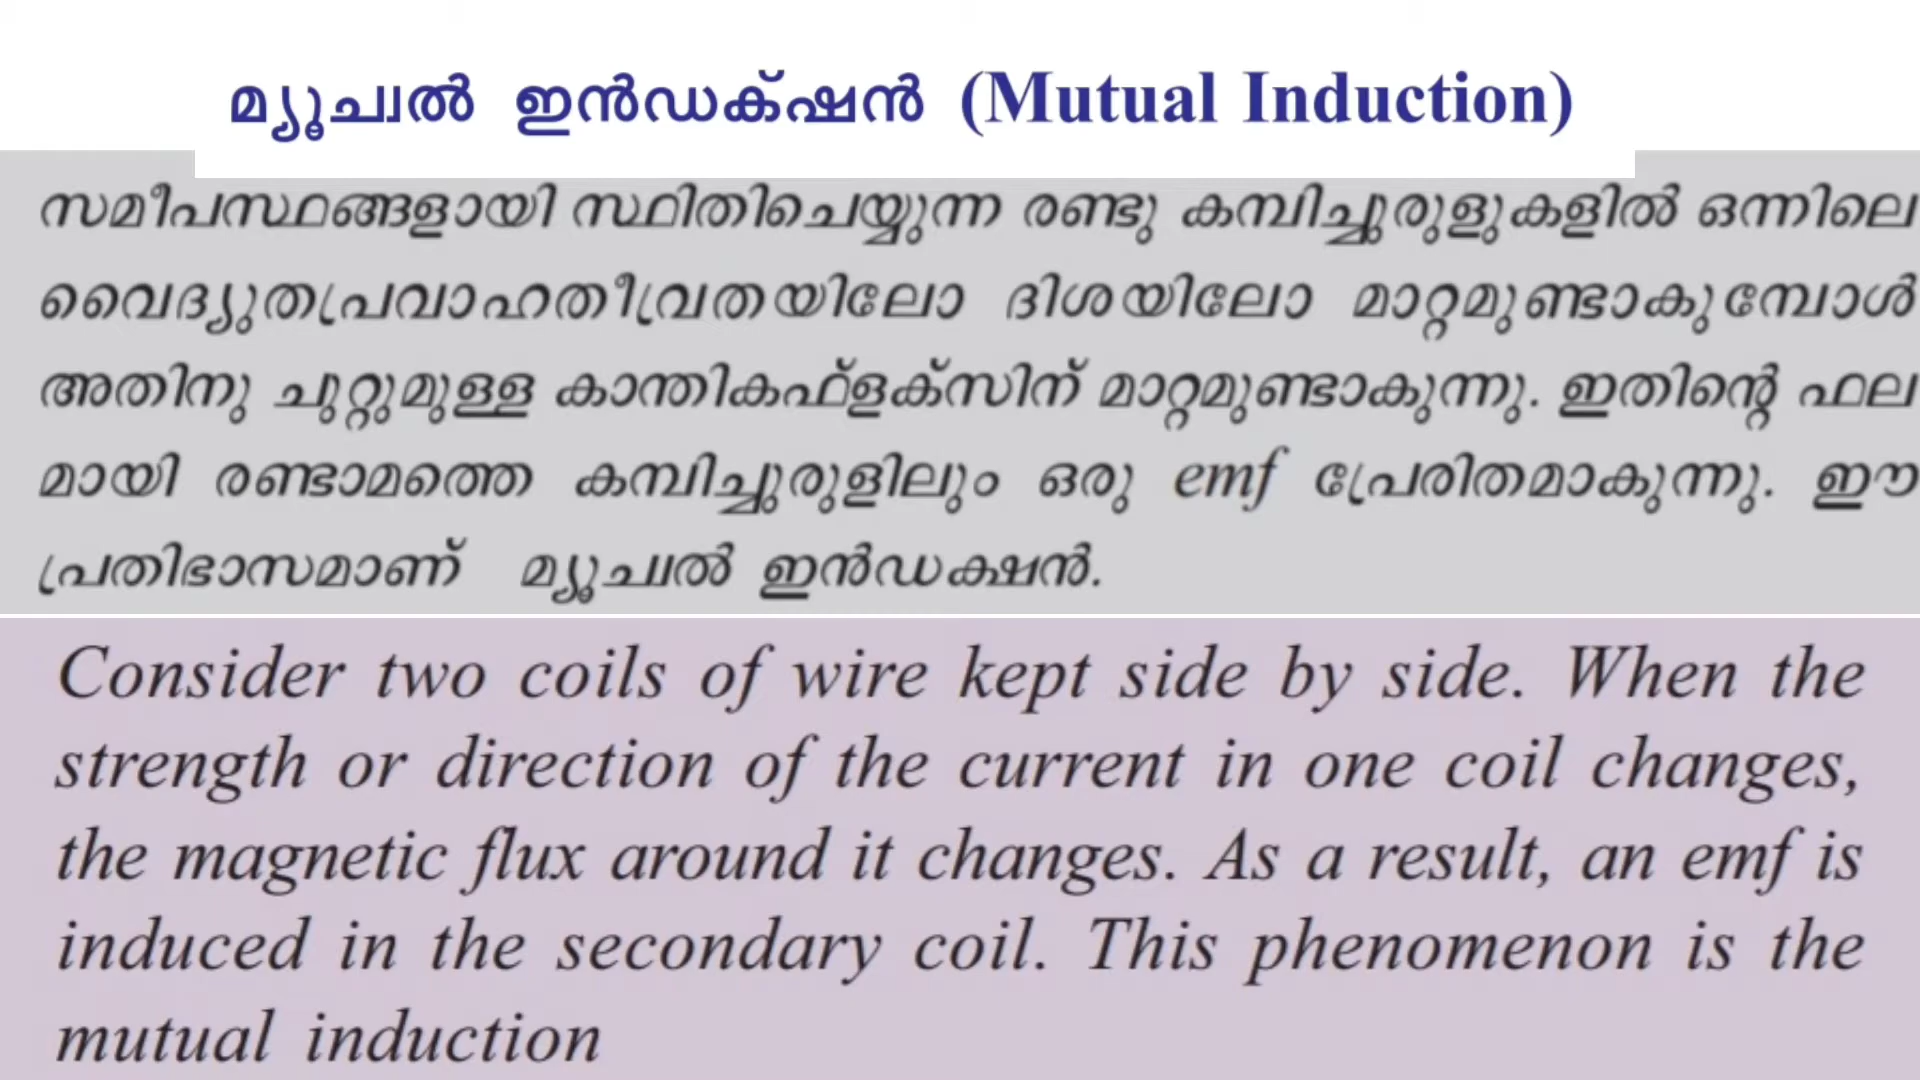 മ്യൂച്വൽ ഇൻഡക്ഷൻ (Mutual Induction)
സമീപസ്ഥങ്ങളായി സ്ഥിതിചെയ്യുന്ന രണ്ടു കമ്പിച്ചുരുളുകളിൽ ഒന്നിലെ
വൈദ്യുതപ്രവാഹതീവ്രതയിലോ ദിശയിലോ മാറ്റമുണ്ടാകുമ്പോൾ
അതിനു ചുറ്റുമുള്ള കാന്തികഫ്ളക്സിന് മാറ്റമുണ്ടാകുന്നു. ഇതിന്റെ ഫല
മായി രണ്ടാമത്തെ കമ്പിച്ചുരുളിലും ഒരു emf പ്രേരിതമാകുന്നു. ഈ
പ്രതിഭാസമാണ് മ്യൂച്വൽ ഇൻഡക്ഷൻ.
Consider two coils of wire kept side by side. When the
strength or direction of the current in one coil changes,
the magnetic flux around it changes. As a result, an emf is
induced in the secondary coil. This phenomenon is the
mutual induction